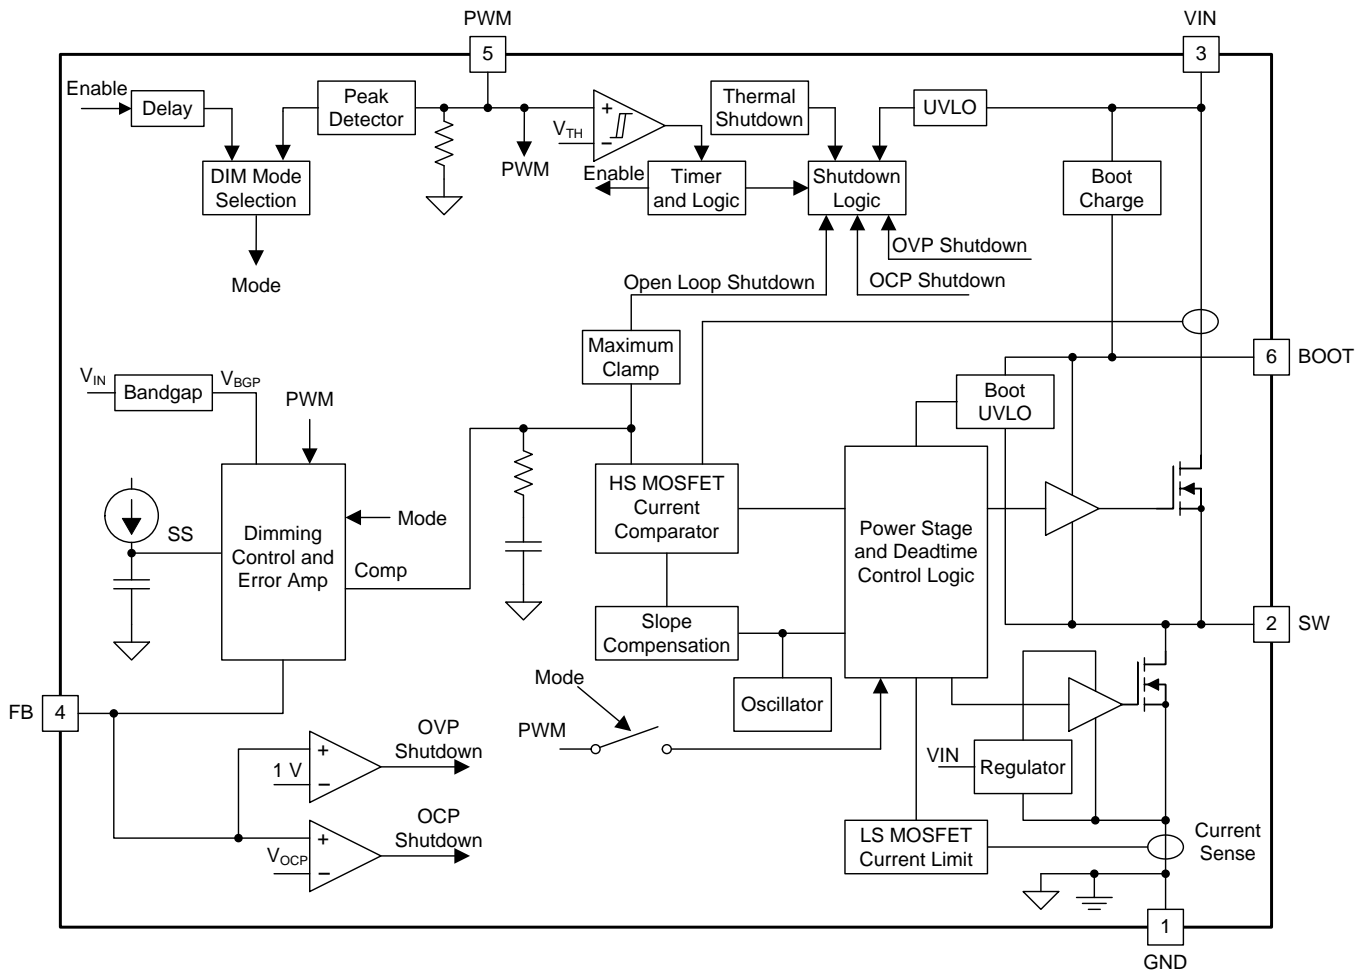 PWM
VIN
5
3
Enable
Delay
Peak
Detector
VTH
+
−
Thermal
Shutdown
UVLO
PWM
DIM Mode
Selection
Enable
Timer
and Logic
Shutdown
Logic
Boot
Charge
OVP Shutdown
Mode
Open Loop Shutdown
OCP Shutdown
Maximum
Clamp
6
BOOT
VIN
Bandgap
VBGP
PWM
Boot
UVLO
HS MOSFET
Current
Comparator
SS
Dimming
Control and
Error Amp
Mode
Comp
Power Stage
and Deadtime
Control Logic
Slope
Compensation
2
SW
Mode
Oscillator
FB
4
PWM
OVP
Shutdown
+
1 V
−
VIN
Regulator
OCP
Shutdown
+
VOCP
−
LS MOSFET
Current Limit
Current
Sense
1
GND